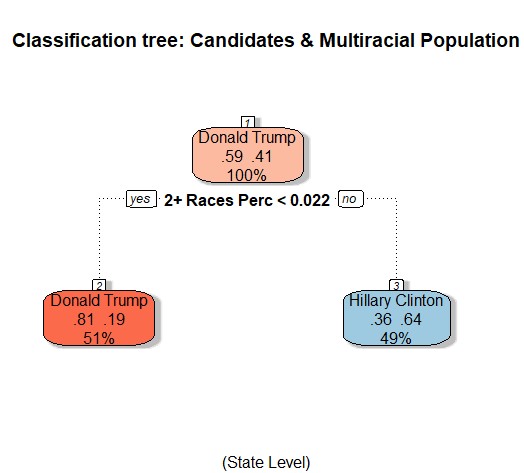 Classification tree: Candidates & Multiracial Population
1
Donald Trump
.59 .41
100%
yes 2+ Races Perc < 0.022 no
2
Donald Trump
.81 .19
51%
3
Hillary Clinton
.36 .64
49%
(State Level)